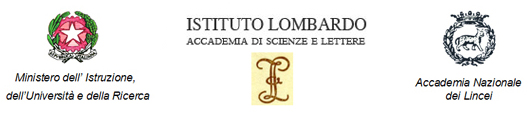 ISTITUTO LOMBARDO
ACCADEMIA DI SCIENZE E LETTERE
Ministero dell' Istruzione,
dell'Università e della Ricerca
Accademia Nazionale
dei Lincei